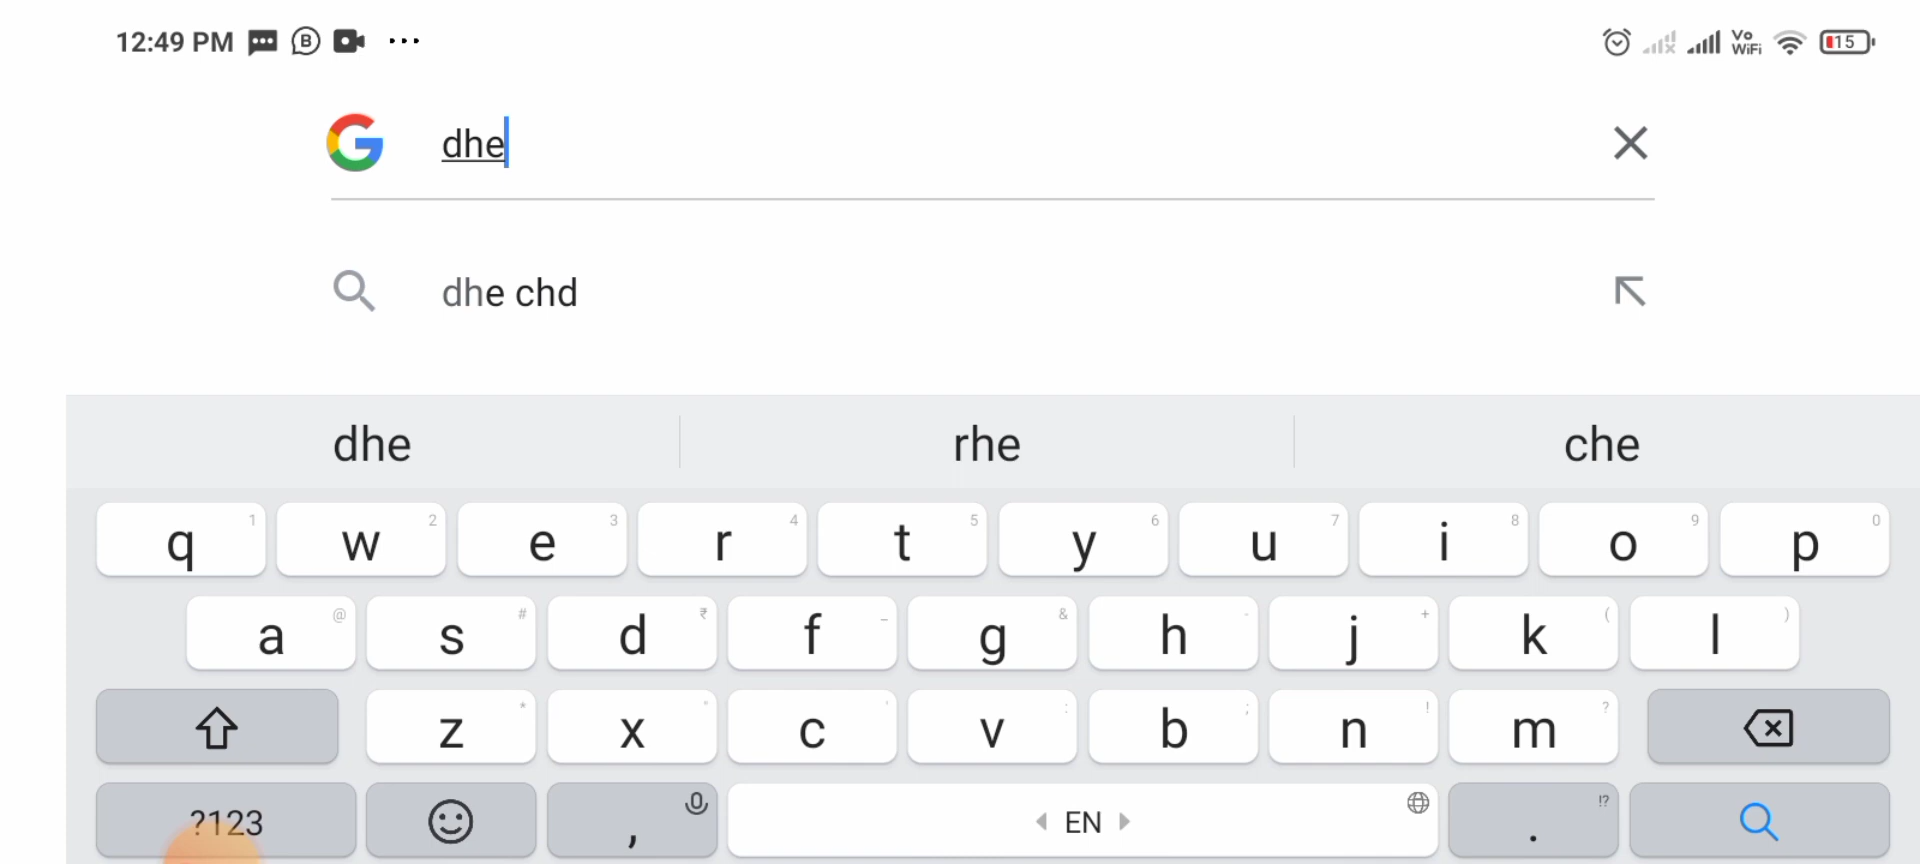 12:49 PM B ... Vo WiFi 15
dhe
dhe chd
dhe rhe che
q 1 w 2 e 3 r 4 t 5 y 6 u 7 i 8 o 9 p 0
a @ s # d ₹ f _ g & h - j + k ( l )
z * x " c ' v : b ; n ! m ?
?123 , EN . !?